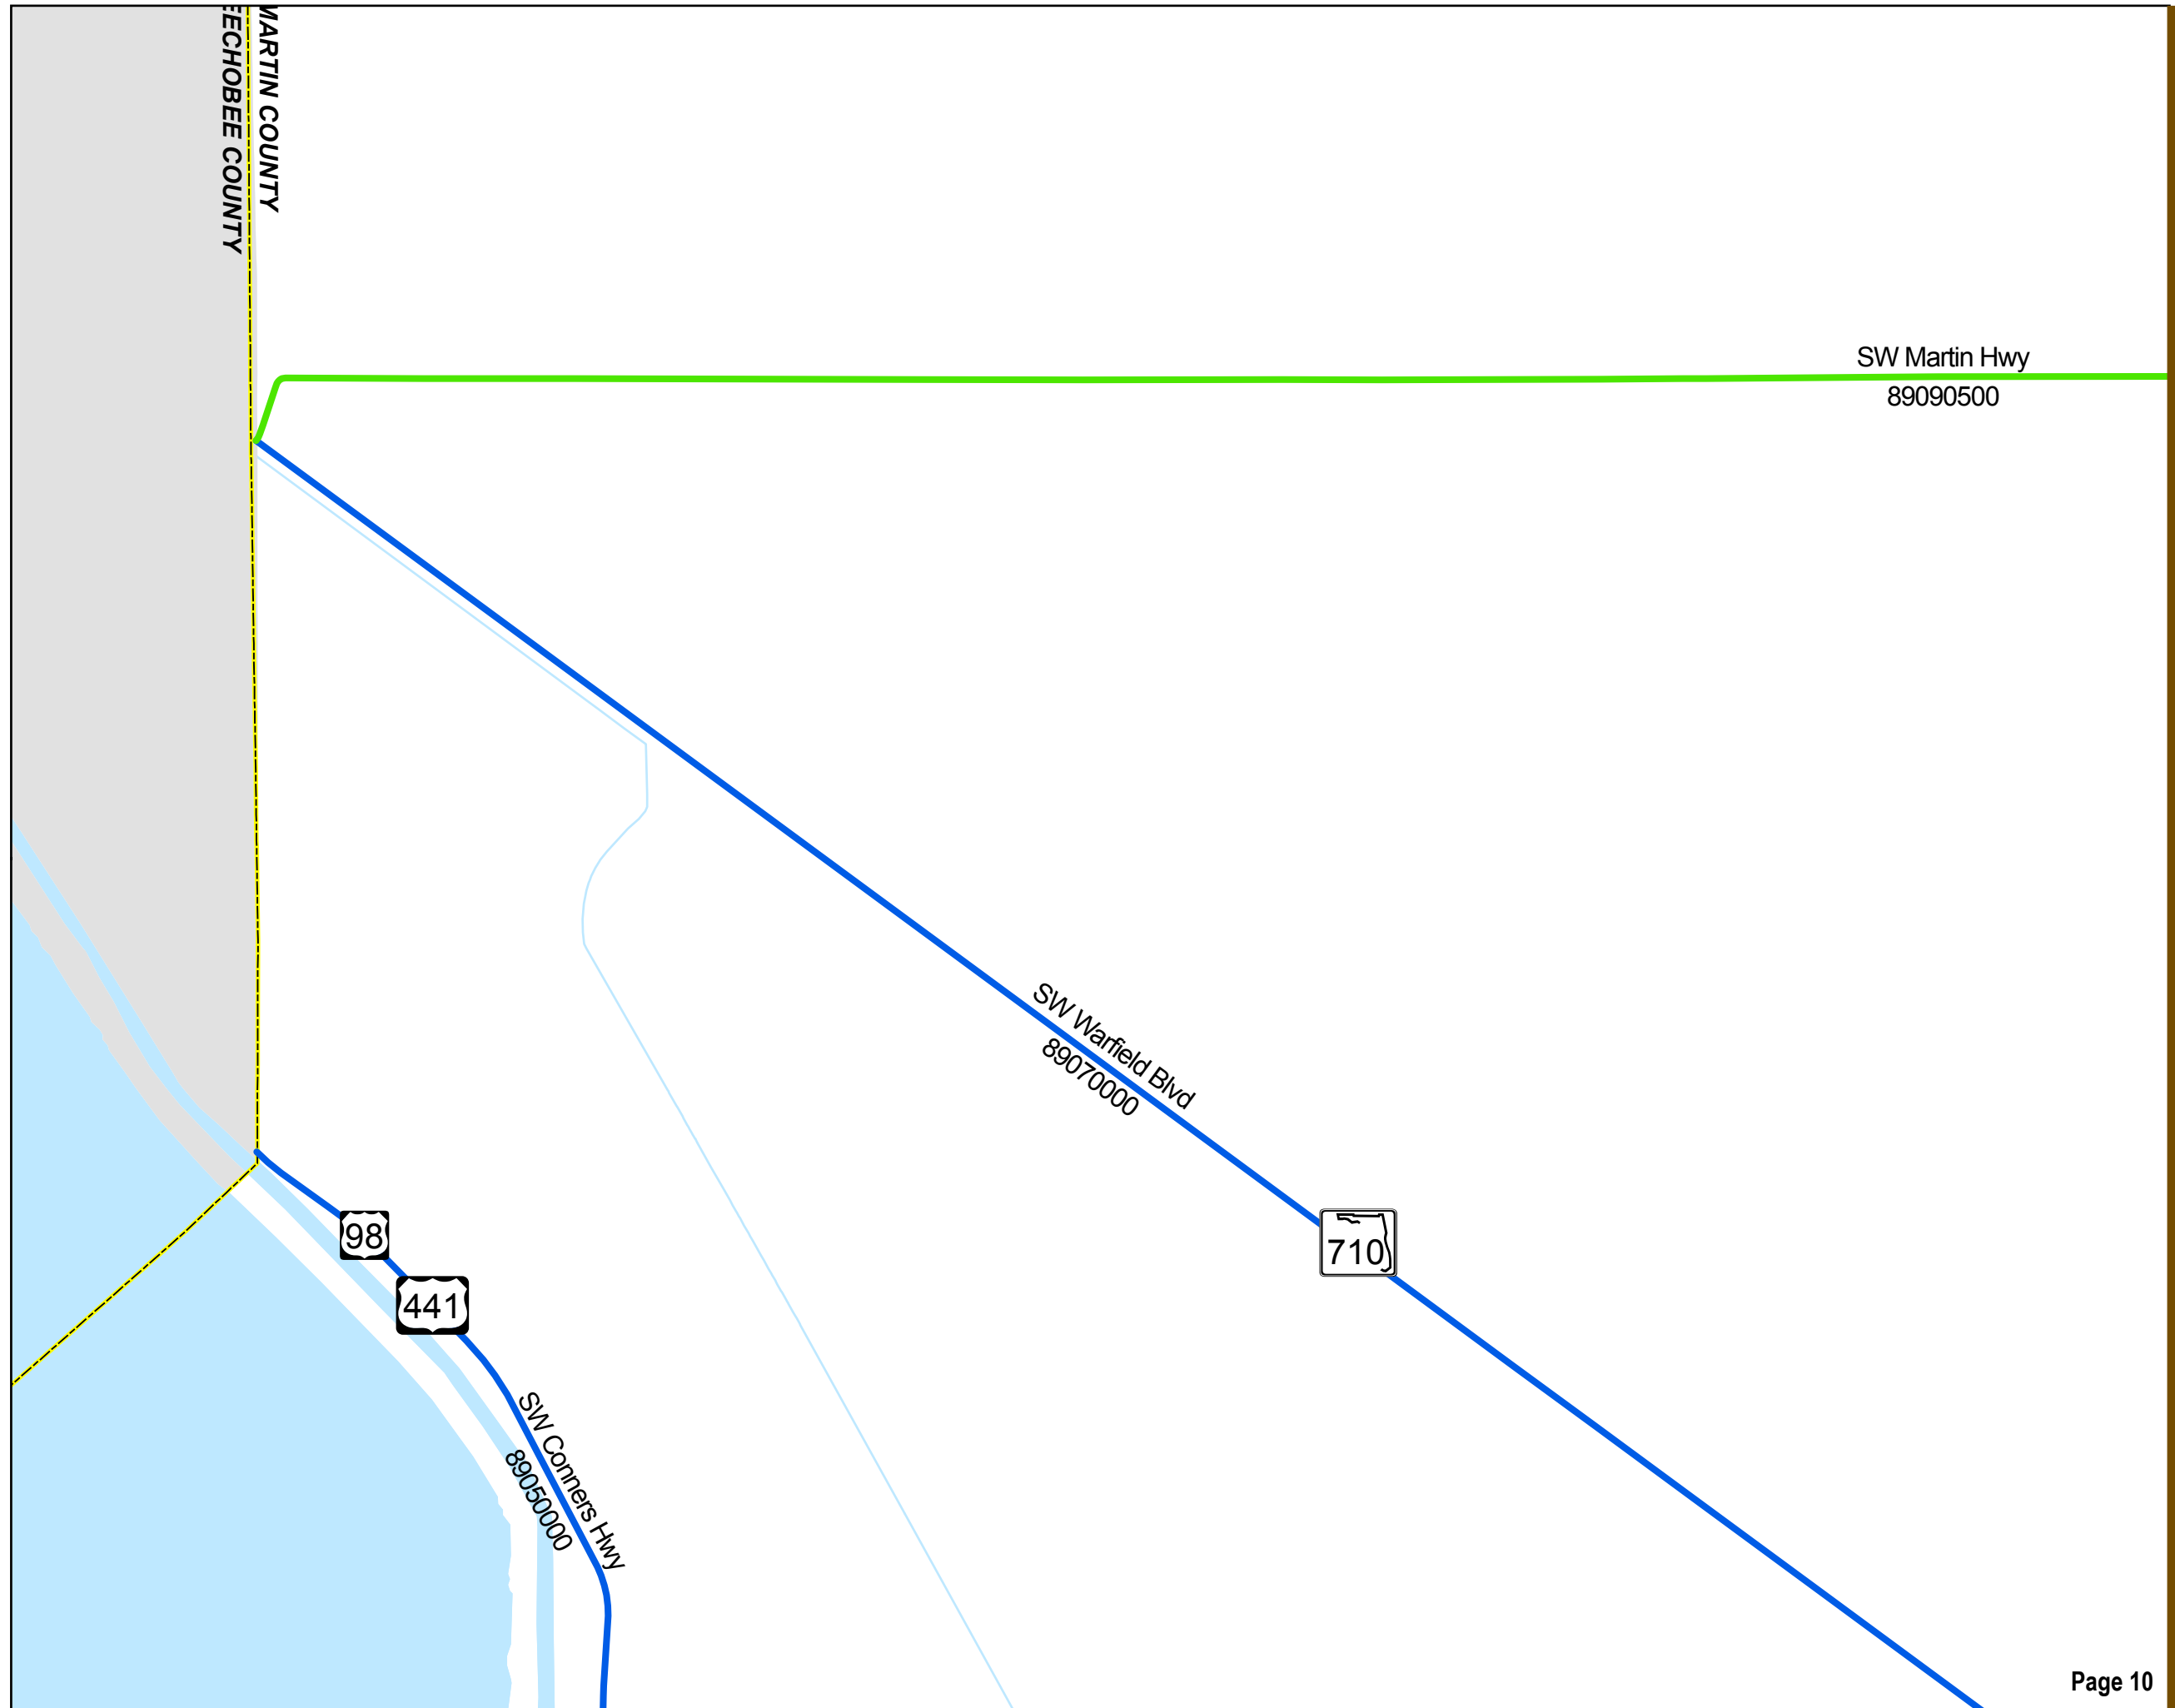 MARTIN COUNTY
EECHOBEE COUNTY
SW Martin Hwy
89090500
SW Warfield Blvd
89070000
710
98
441
SW Conners Hwy
89050000
Page 10